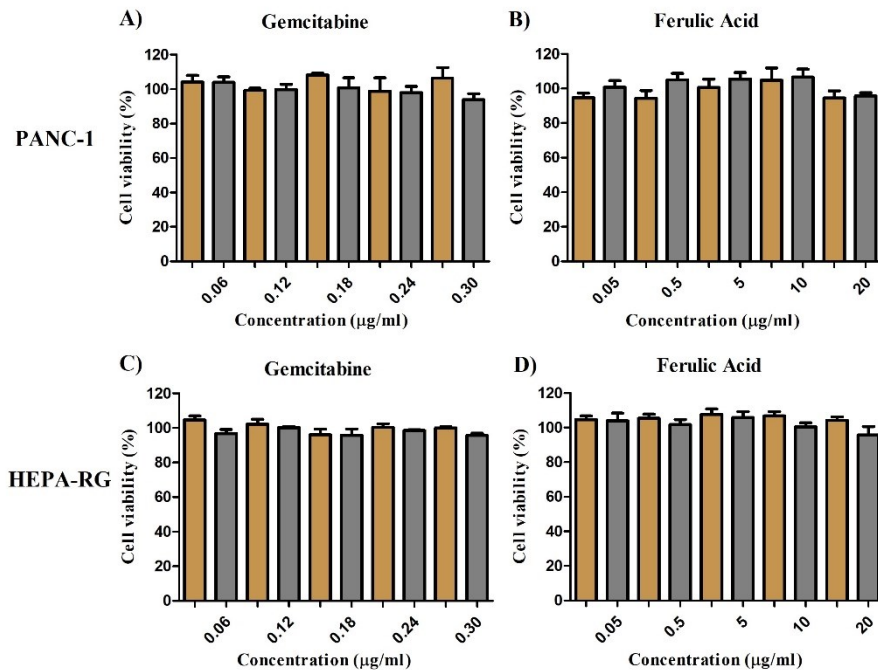 A)
Gemcitabine
Cell viability (%)
120
100
80
60
40
20
0
0.06
0.12
0.18
0.24
0.30
Concentration (µg/ml)
B)
Ferulic Acid
Cell viability (%)
120
100
80
60
40
20
0
0.05
0.5
5
10
20
Concentration (µg/ml)
PANC-1
C)
Gemcitabine
Cell viability (%)
120
100
80
60
40
20
0
0.06
0.12
0.18
0.24
0.30
Concentration (µg/ml)
D)
Ferulic Acid
Cell viability (%)
120
100
80
60
40
20
0
0.05
0.5
5
10
20
Concentration (µg/ml)
HEPA-RG